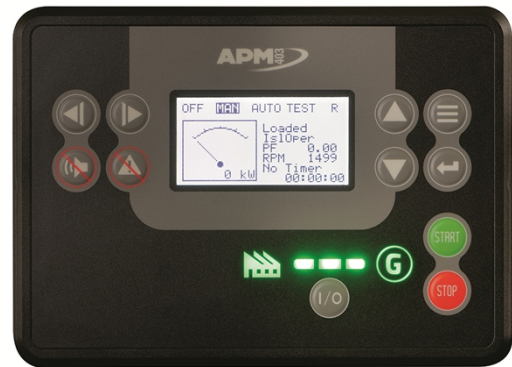 APM403
OFF MAN AUTO TEST R
Loaded
IslOper
PF 0.00
RPM 1499
No Timer
00:00:00
0 kW
START
G
I/O
STOP